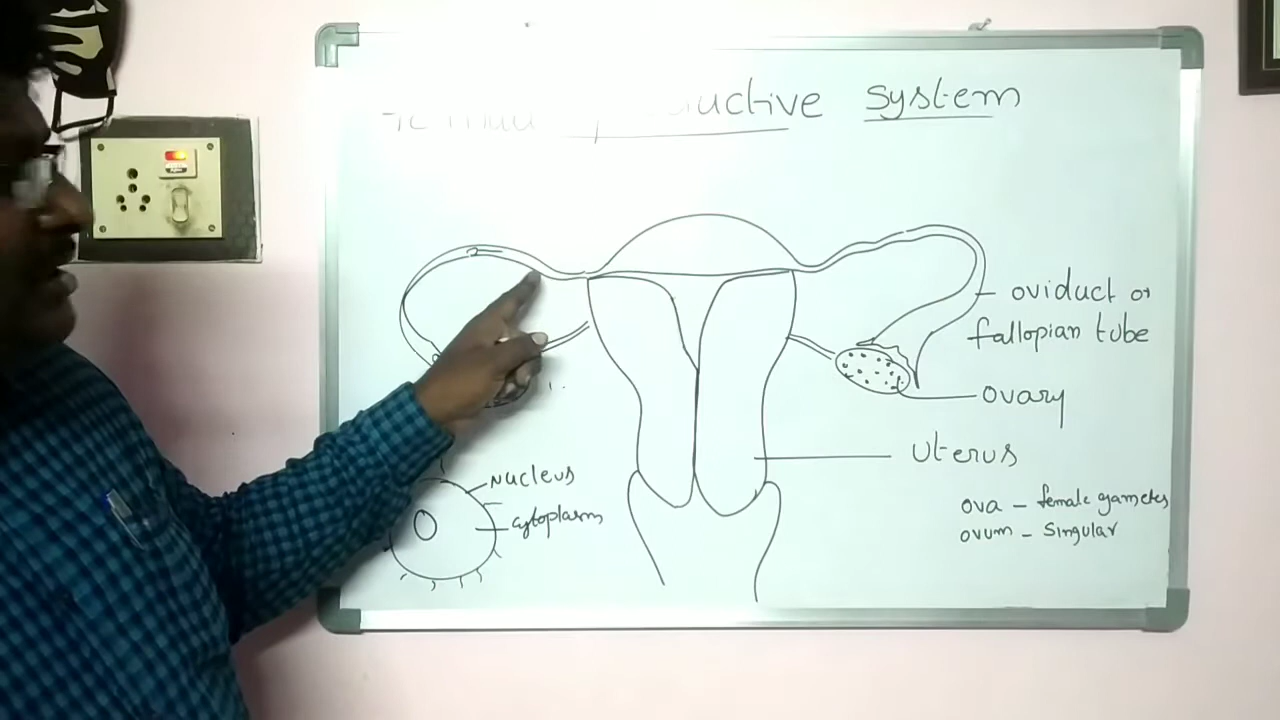 System
oviduct or
fallopian tube
ovary
Uterus
ova - female gametes
ovum - Singular
Nucleus
cytoplasm